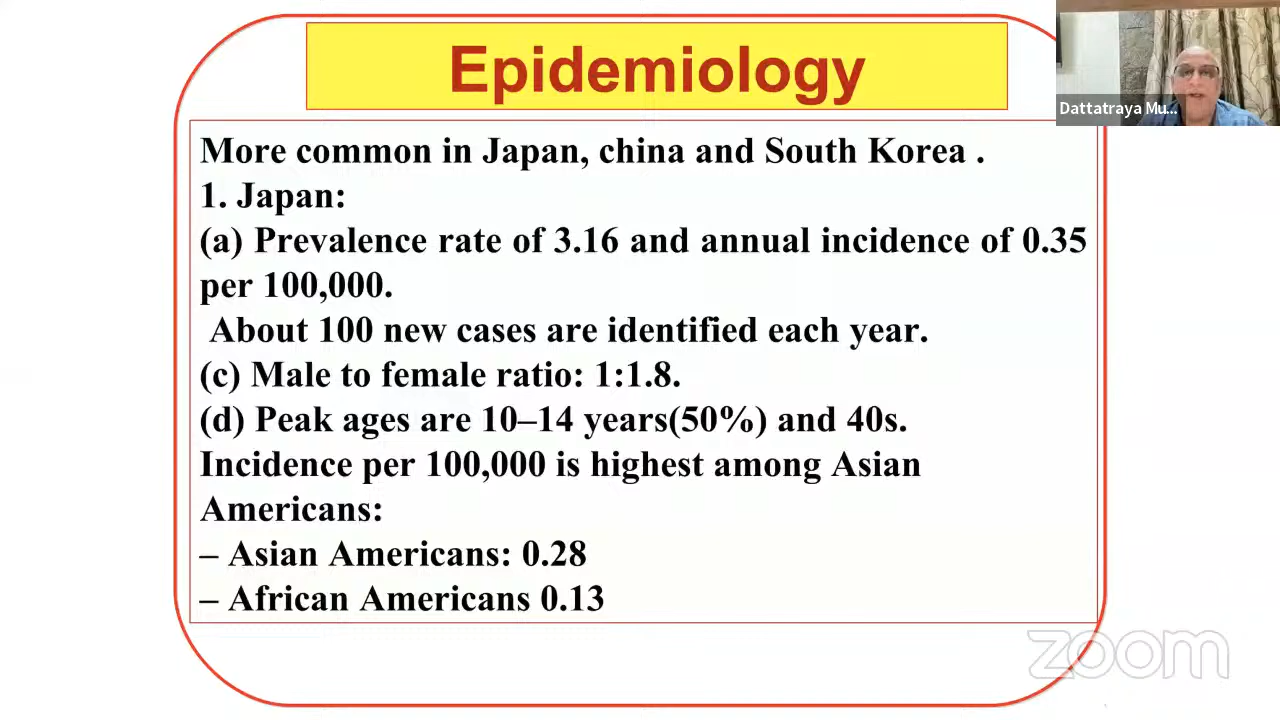 Epidemiology
Dattatraya Mu...
More common in Japan, china and South Korea .
1. Japan:
(a) Prevalence rate of 3.16 and annual incidence of 0.35
per 100,000.
About 100 new cases are identified each year.
(c) Male to female ratio: 1:1.8.
(d) Peak ages are 10–14 years(50%) and 40s.
Incidence per 100,000 is highest among Asian
Americans:
– Asian Americans: 0.28
– African Americans 0.13
zoom